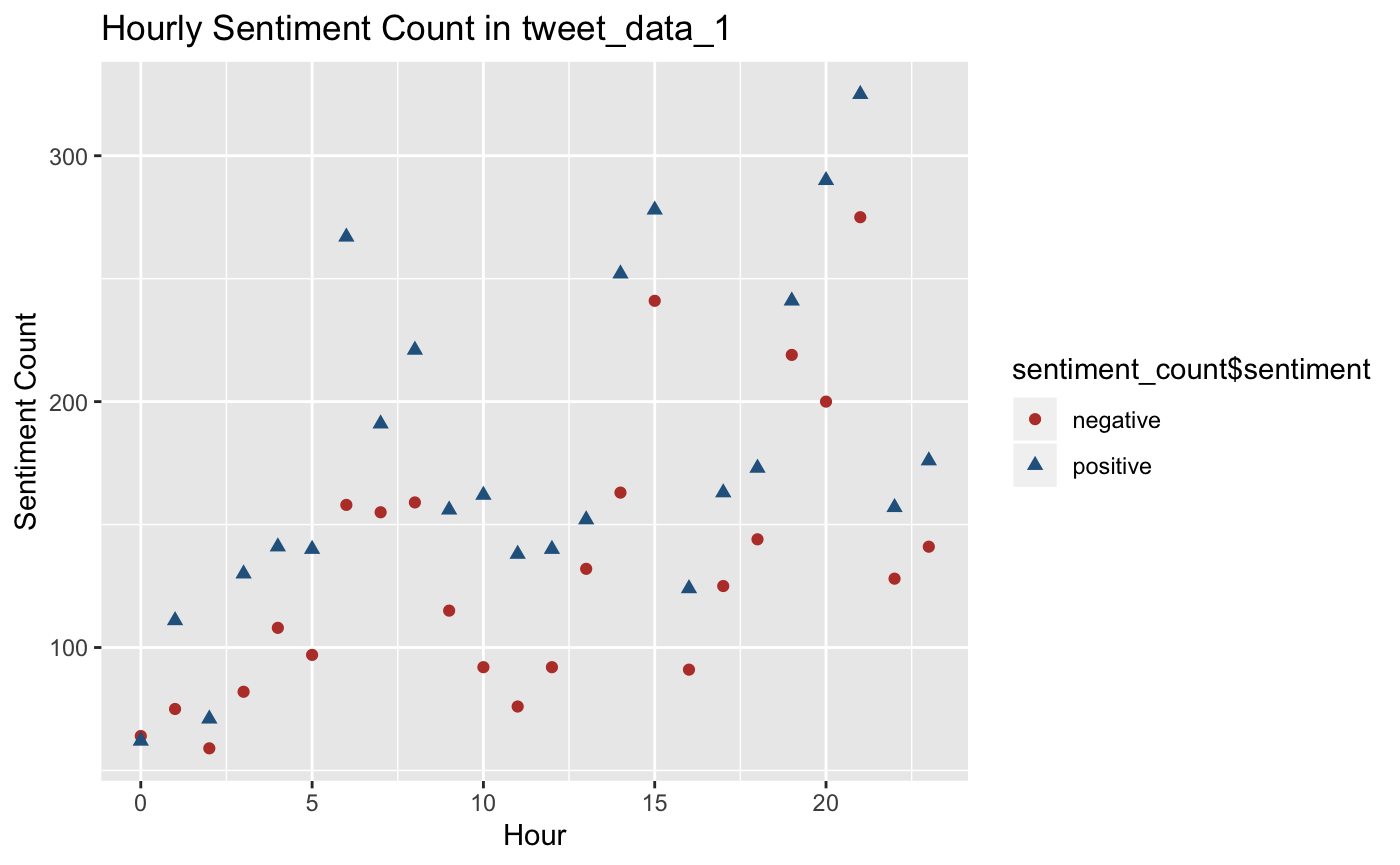 Hourly Sentiment Count in tweet_data_1
Sentiment Count
300
200
100
0 5 10 15 20
Hour
sentiment_count$sentiment
negative
positive